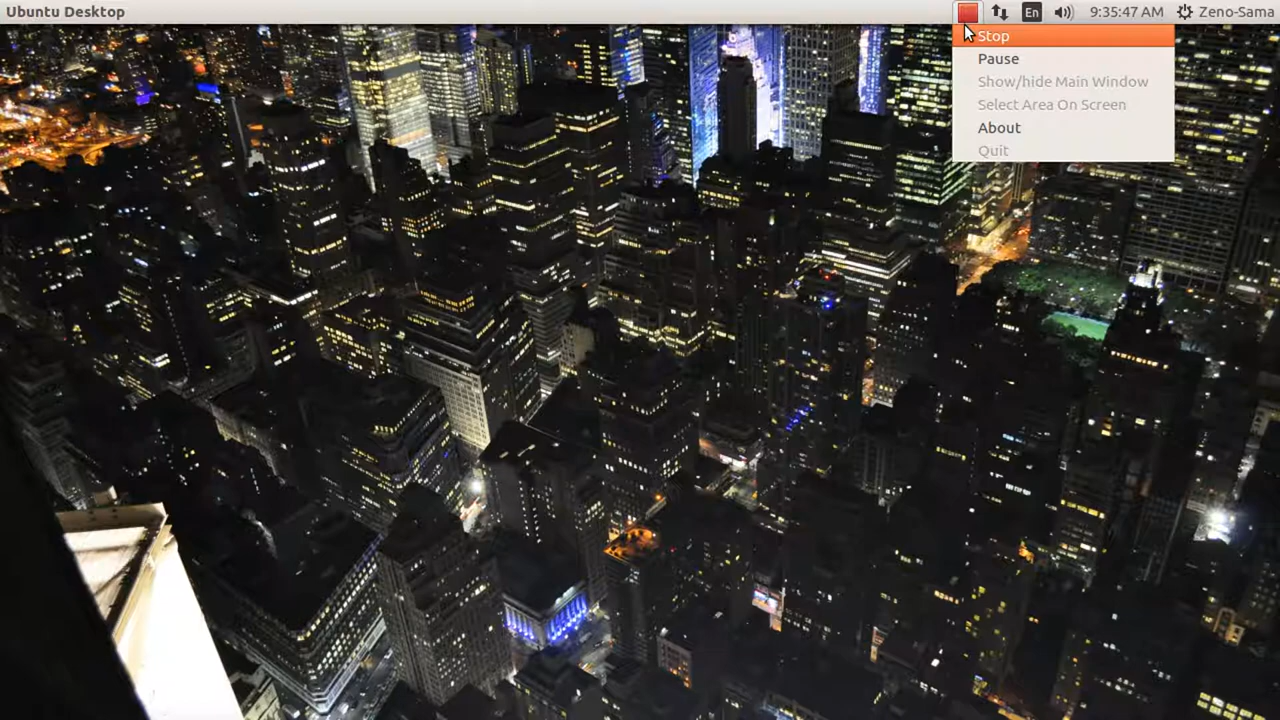 Ubuntu Desktop
En
9:35:47 AM
Zeno-Sama
Stop
Pause
Show/hide Main Window
Select Area On Screen
About
Quit